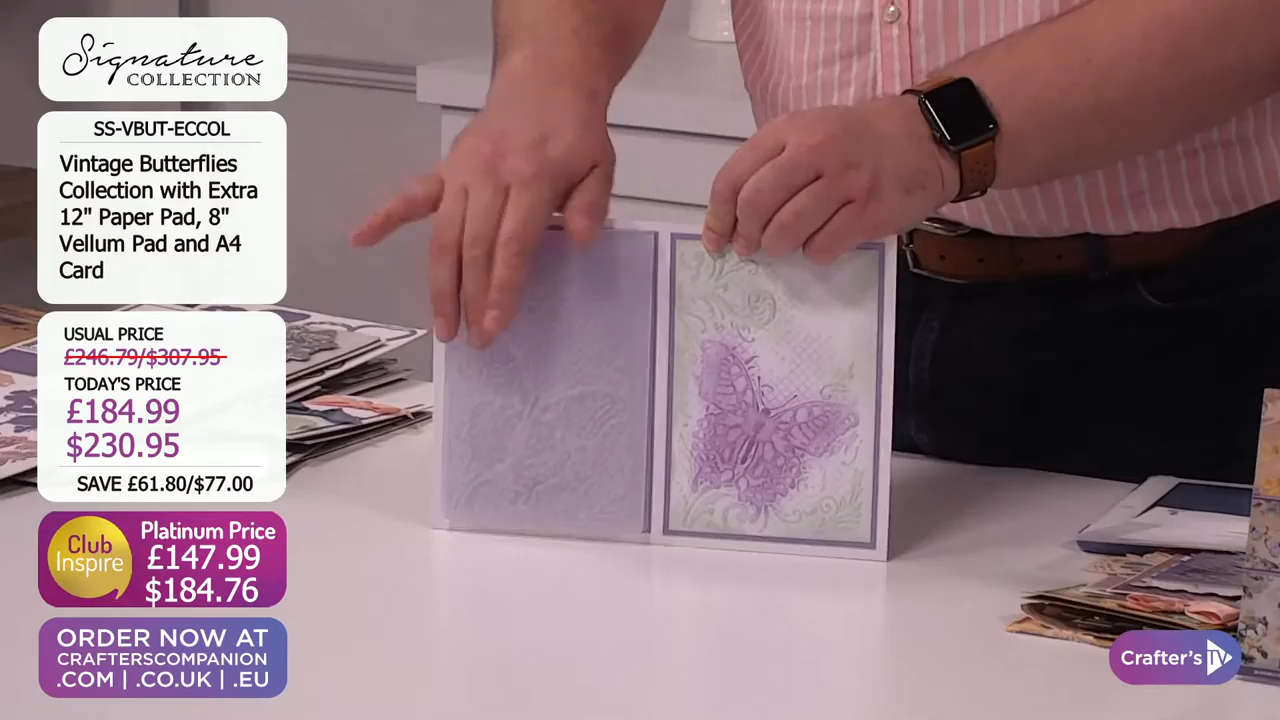 Signature
COLLECTION
SS-VBUT-ECCOL
Vintage Butterflies
Collection with Extra
12" Paper Pad, 8"
Vellum Pad and A4
Card
USUAL PRICE
£246.79/$307.95
TODAY'S PRICE
£184.99
$230.95
SAVE £61.80/$77.00
Club
Inspire
Platinum Price
£147.99
$184.76
ORDER NOW AT
CRAFTERSCOMPANION
.COM | .CO.UK | .EU
Crafter's TV